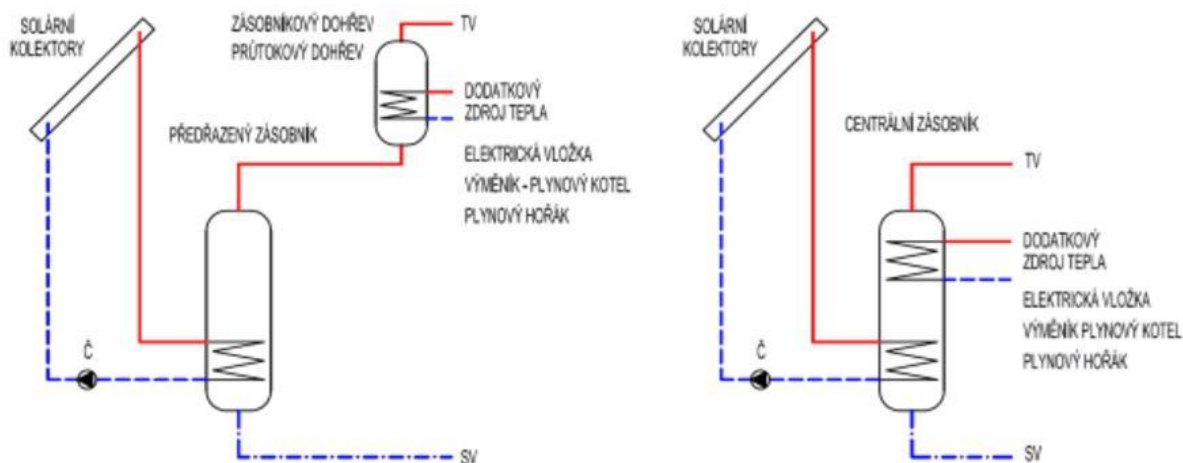 SOLÁRNÍ
KOLEKTORY
ZÁSOBNÍKOVÝ DOHŘEV
PRŮTOKOVÝ DOHŘEV
TV
DODATKOVÝ
ZDROJ TEPLA
PŘEDŘAZENÝ ZÁSOBNÍK
ELEKTRICKÁ VLOŽKA
VÝMĚNÍK - PLYNOVÝ KOTEL
PLYNOVÝ HOŘÁK
Č
SV
SOLÁRNÍ
KOLEKTORY
CENTRÁLNÍ ZÁSOBNÍK
TV
DODATKOVÝ
ZDROJ TEPLA
ELEKTRICKÁ VLOŽKA
VÝMĚNÍK PLYNOVÝ KOTEL
PLYNOVÝ HOŘÁK
Č
SV